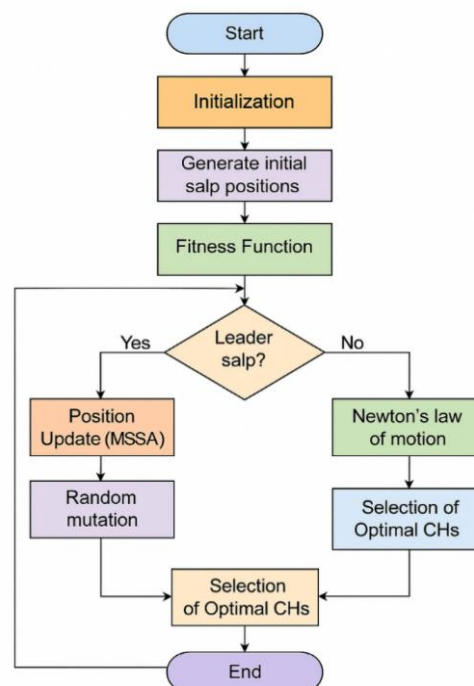 Start
Initialization
Generate initial
salp positions
Fitness Function
Leader
salp?
Yes
No
Position
Update (MSSA)
Newton's law
of motion
Random
mutation
Selection of
Optimal CHs
Selection
of Optimal CHs
End